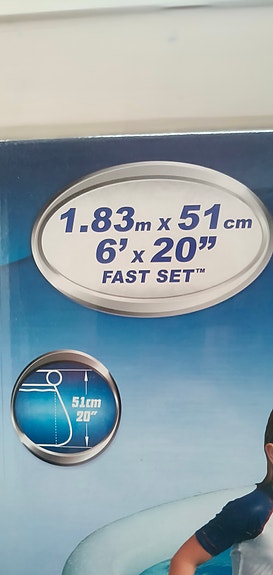 1.83m x 51cm
6' x 20"
FAST SET™
51cm
20"